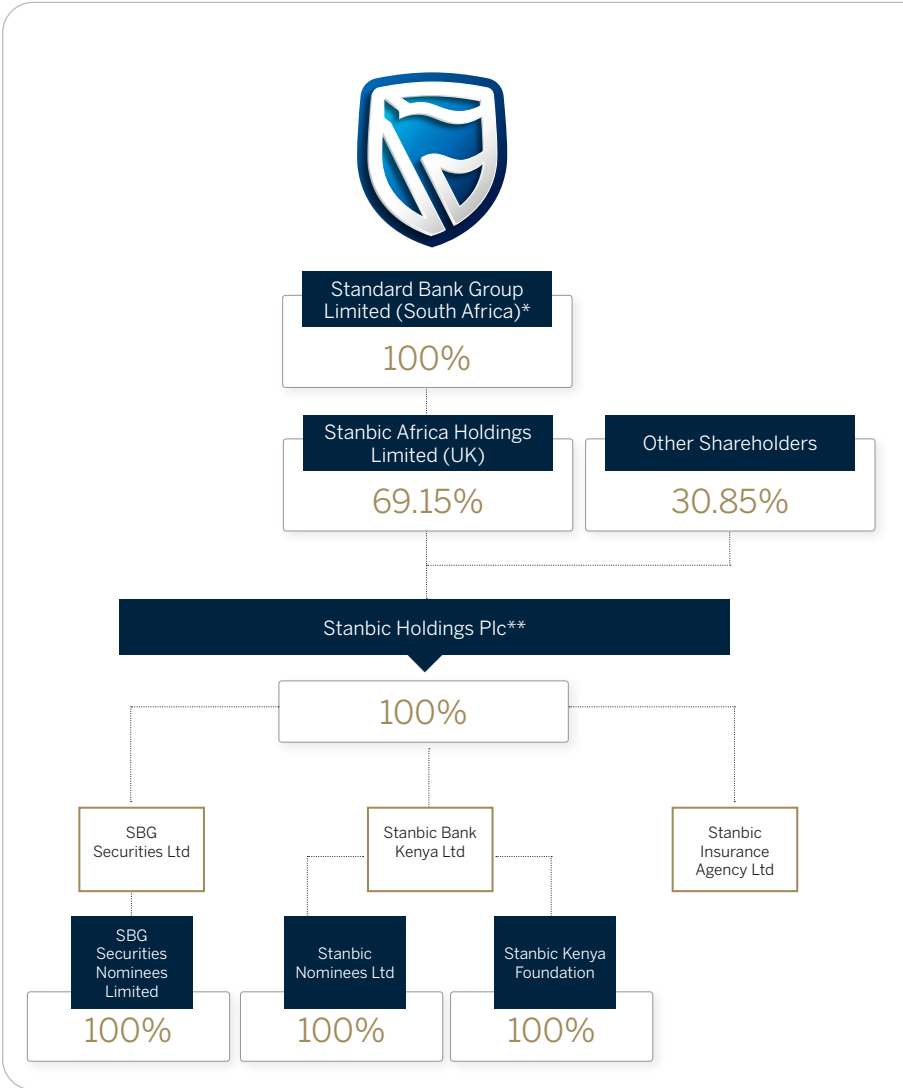 Standard Bank Group
Limited (South Africa)*
100%
Stanbic Africa Holdings
Limited (UK)
69.15%
Other Shareholders
30.85%
Stanbic Holdings Plc**
100%
SBG
Securities Ltd
Stanbic Bank
Kenya Ltd
Stanbic
Insurance
Agency Ltd
SBG
Securities
Nominees
Limited
100%
Stanbic
Nominees Ltd
100%
Stanbic Kenya
Foundation
100%